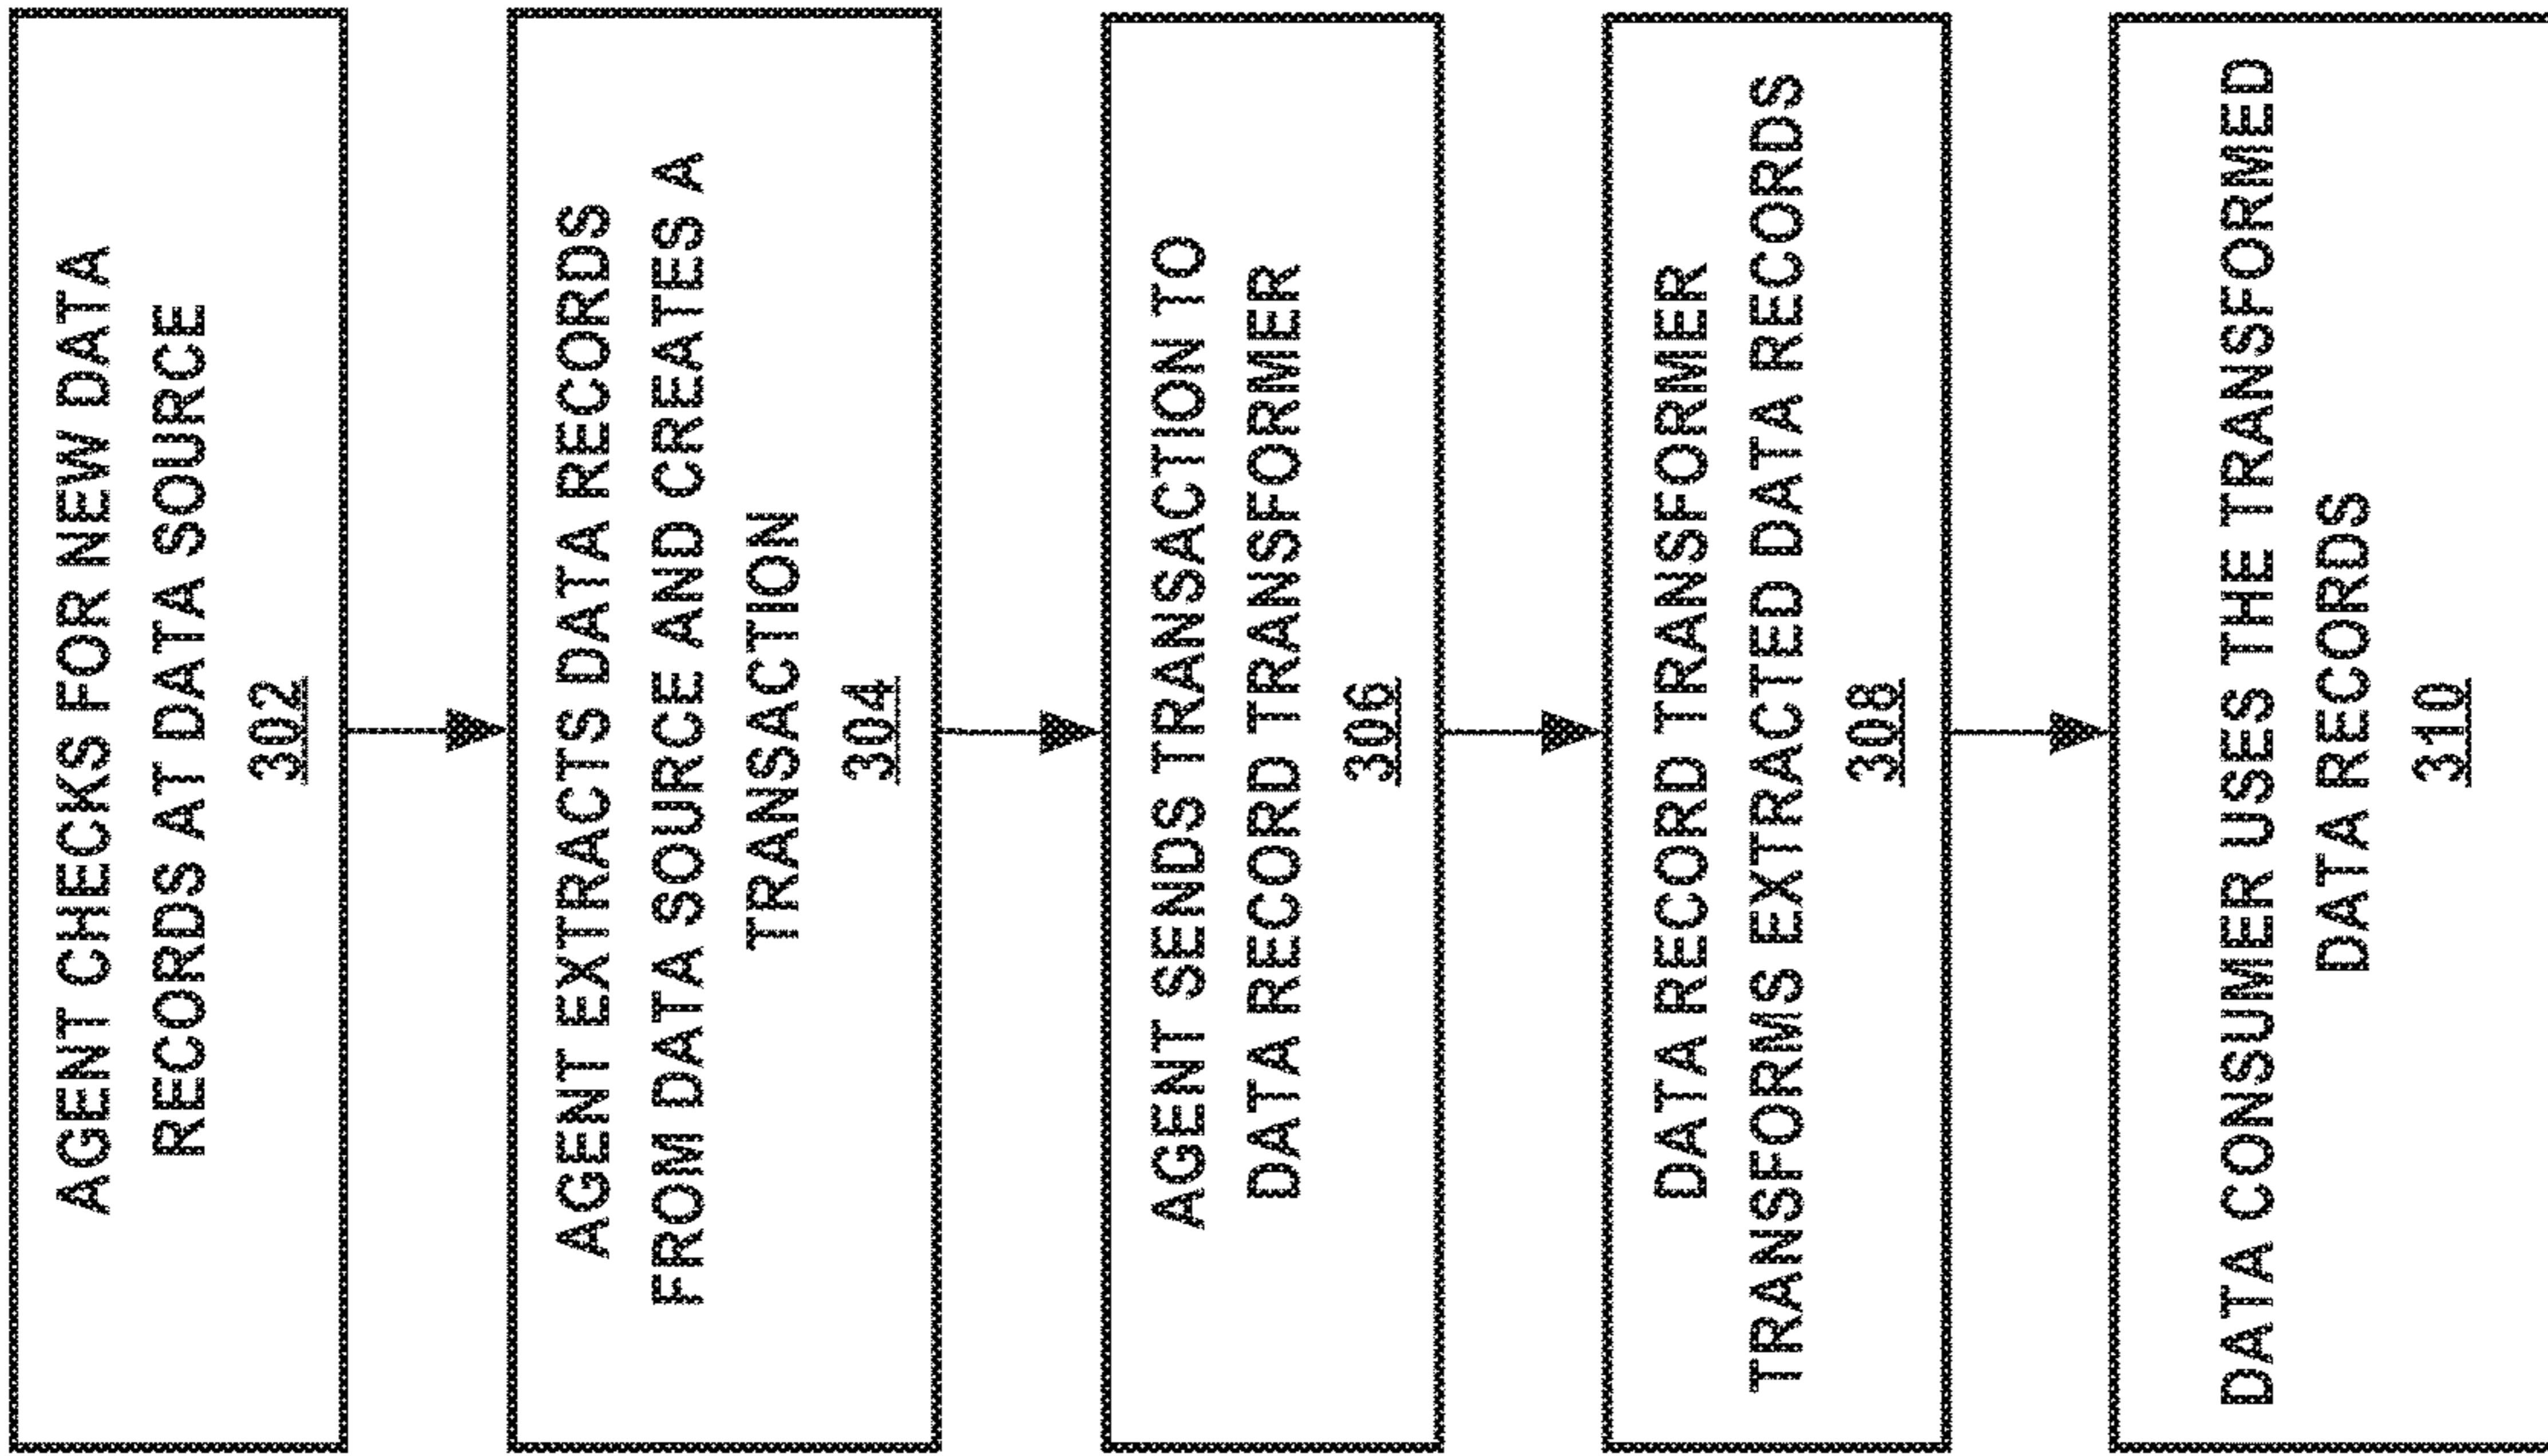 AGENT CHECKS FOR NEW DATA
RECORDS AT DATA SOURCE
302
AGENT EXTRACTS DATA RECORDS
FROM DATA SOURCE AND CREATES A
TRANSACTION
304
AGENT SENDS TRANSACTION TO
DATA RECORD TRANSFORMER
306
DATA RECORD TRANSFORMER
TRANSFORMS EXTRACTED DATA RECORDS
308
DATA CONSUMER USES THE TRANSFORMED
DATA RECORDS
310